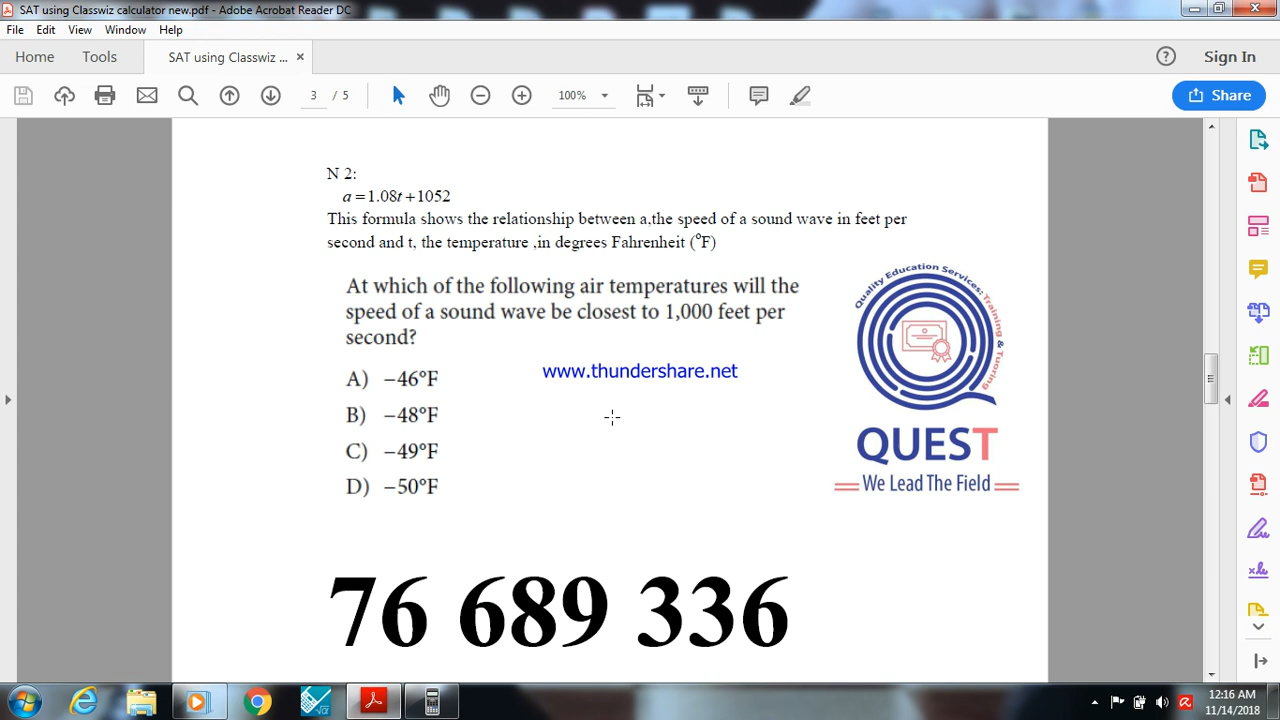 SAT using Classwiz calculator new.pdf - Adobe Acrobat Reader DC
File Edit View Window Help
Home Tools SAT using Classwiz ... × Sign In
3 / 5 100% Share
N 2:
a = 1.08t + 1052
This formula shows the relationship between a,the speed of a sound wave in feet per
second and t, the temperature ,in degrees Fahrenheit (°F)
At which of the following air temperatures will the
speed of a sound wave be closest to 1,000 feet per
second?
A) −46°F
B) −48°F
C) −49°F
D) −50°F
www.thundershare.net
Quality Education Services: Training & Tuoring
QUEST
We Lead The Field
76 689 336
12:16 AM
11/14/2018